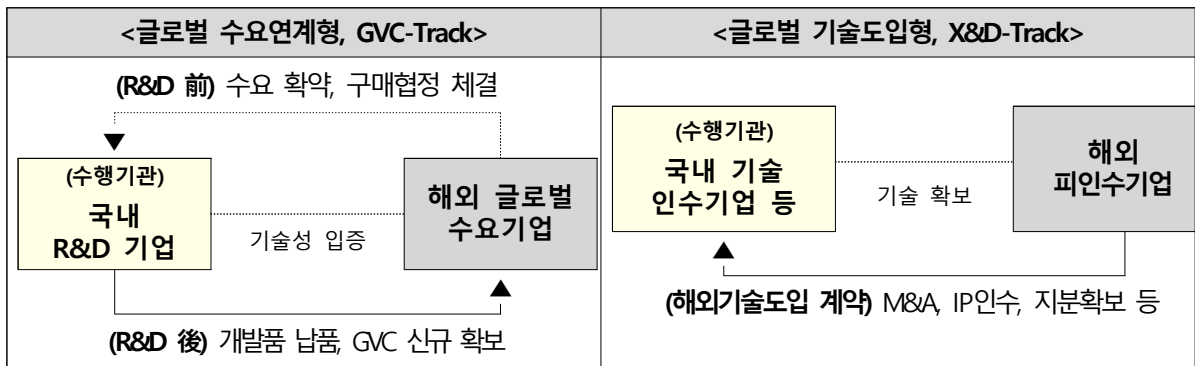 <글로벌 수요연계형, GVC-Track>
(R&D 前) 수요 확약, 구매협정 체결
(수행기관)
국내
R&D 기업
기술성 입증
해외 글로벌
수요기업
(R&D 後) 개발품 납품, GVC 신규 확보
<글로벌 기술도입형, X&D-Track>
(수행기관)
국내 기술
인수기업 등
기술 확보
해외
피인수기업
(해외기술도입 계약) M&A, IP인수, 지분확보 등